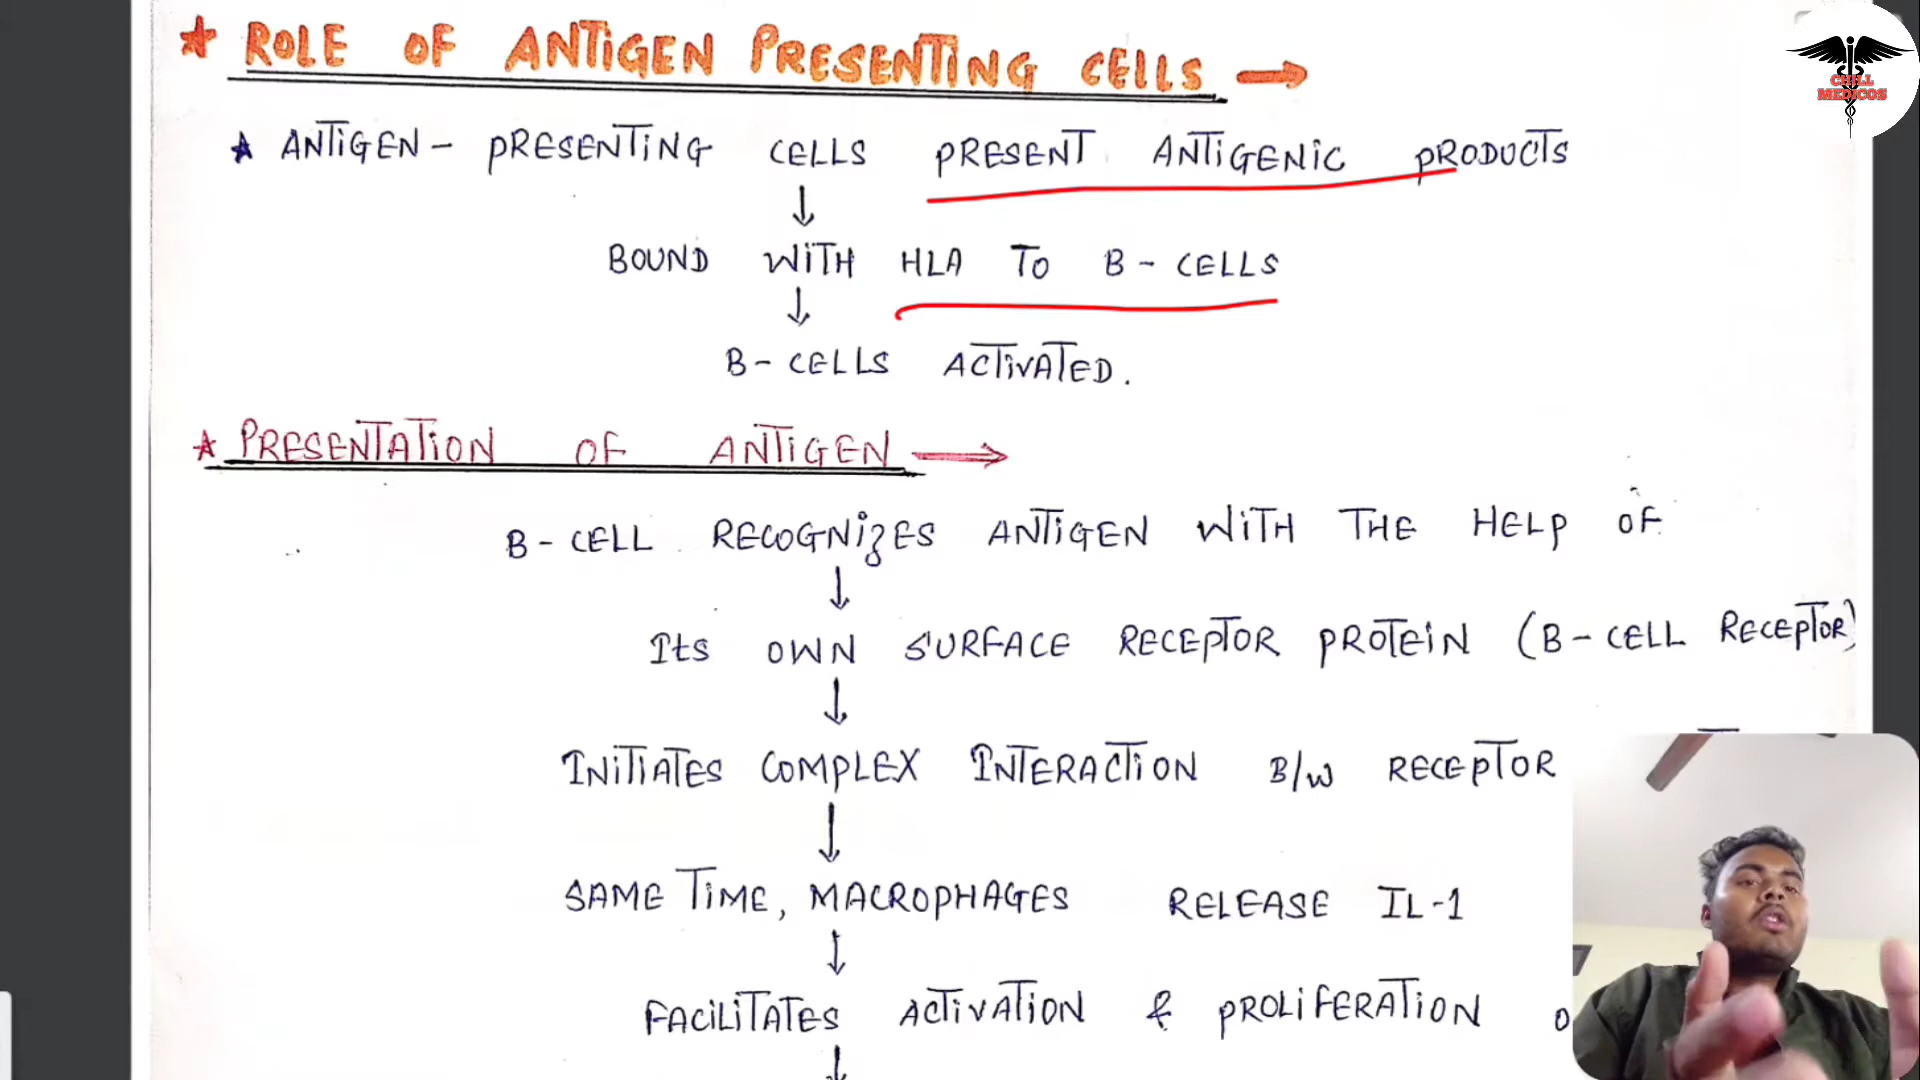 ★ ROLE OF ANTIGEN PRESENTING CELLS →
CHILL
MEDICOS
★ ANTIGEN - PRESENTING CELLS PRESENT ANTIGENIC PRODUCTS
↓
BOUND WITH HLA TO B - CELLS
↓
B - CELLS ACTIVATED.
★ PRESENTATION OF ANTIGEN →
B - CELL RECOGNIZES ANTIGEN WITH THE HELP OF
↓
Its OWN SURFACE RECEPTOR PROTEIN (B - CELL RECEPTOR)
↓
INITIATES COMPLEX INTERACTION B/W RECEPTOR
↓
SAME TIME, MACROPHAGES RELEASE IL-1
↓
FACILITATES ACTIVATION & PROLIFERATION
↓